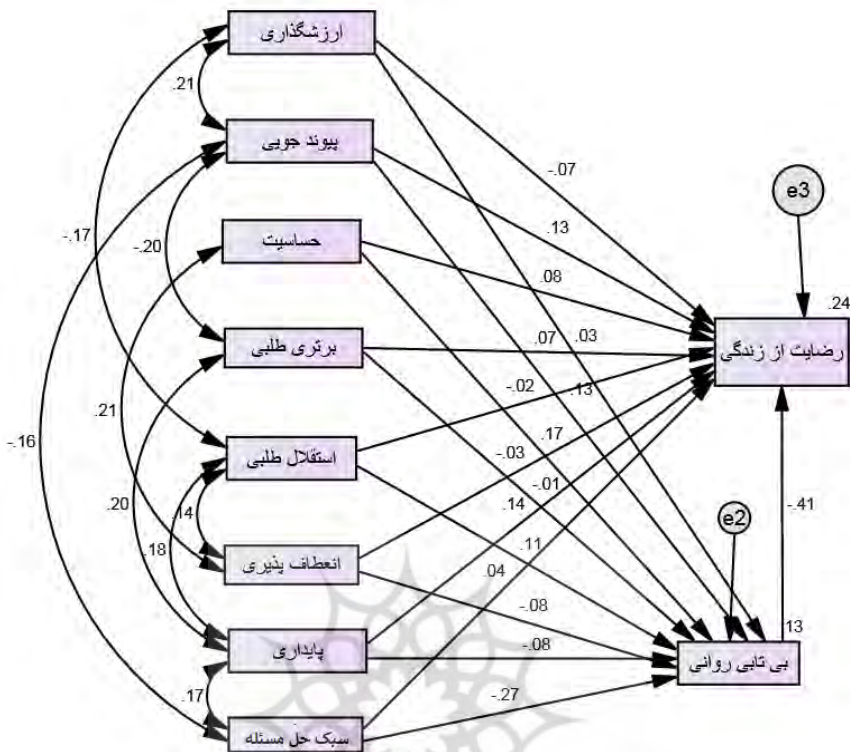 ارزشگذاری
پیوند جویی
حساسیت
برتری طلبی
استقلال طلبی
انعطاف پذیری
پایداری
سبک حل مسئله
رضایت از زندگی
بی تابی روانی
e3
e2
.21
-.17
-.20
.21
-.16
.20
.14
.18
.17
-.07
.13
.08
.07
.03
-.02
.13
-.03
.17
-.01
.14
.11
.04
-.08
-.08
-.27
-.41
.24
13